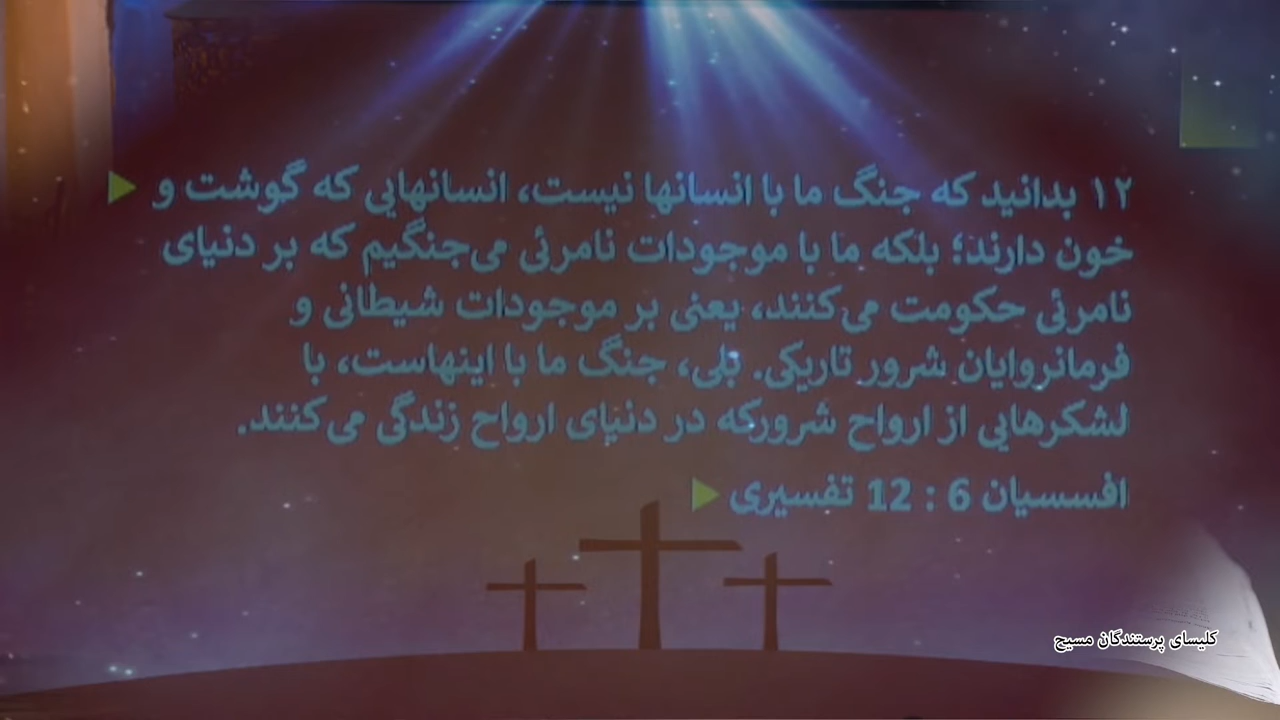 ۱۲ بدانید که جنگ ما با انسانها نیست، انسانهایی که گوشت و
خون دارند؛ بلکه ما با موجودات نامرئی می‌جنگیم که بر دنیای
نامرئی حکومت می‌کنند، یعنی بر موجودات شیطانی و
فرمانروایان شرور تاریکی. بلی، جنگ ما با اینهاست، با
لشکرهایی از ارواح شرورکه در دنیای ارواح زندگی می‌کنند.
افسسیان 6 : 12 تفسیری
کلیسای پرستندگان مسیح